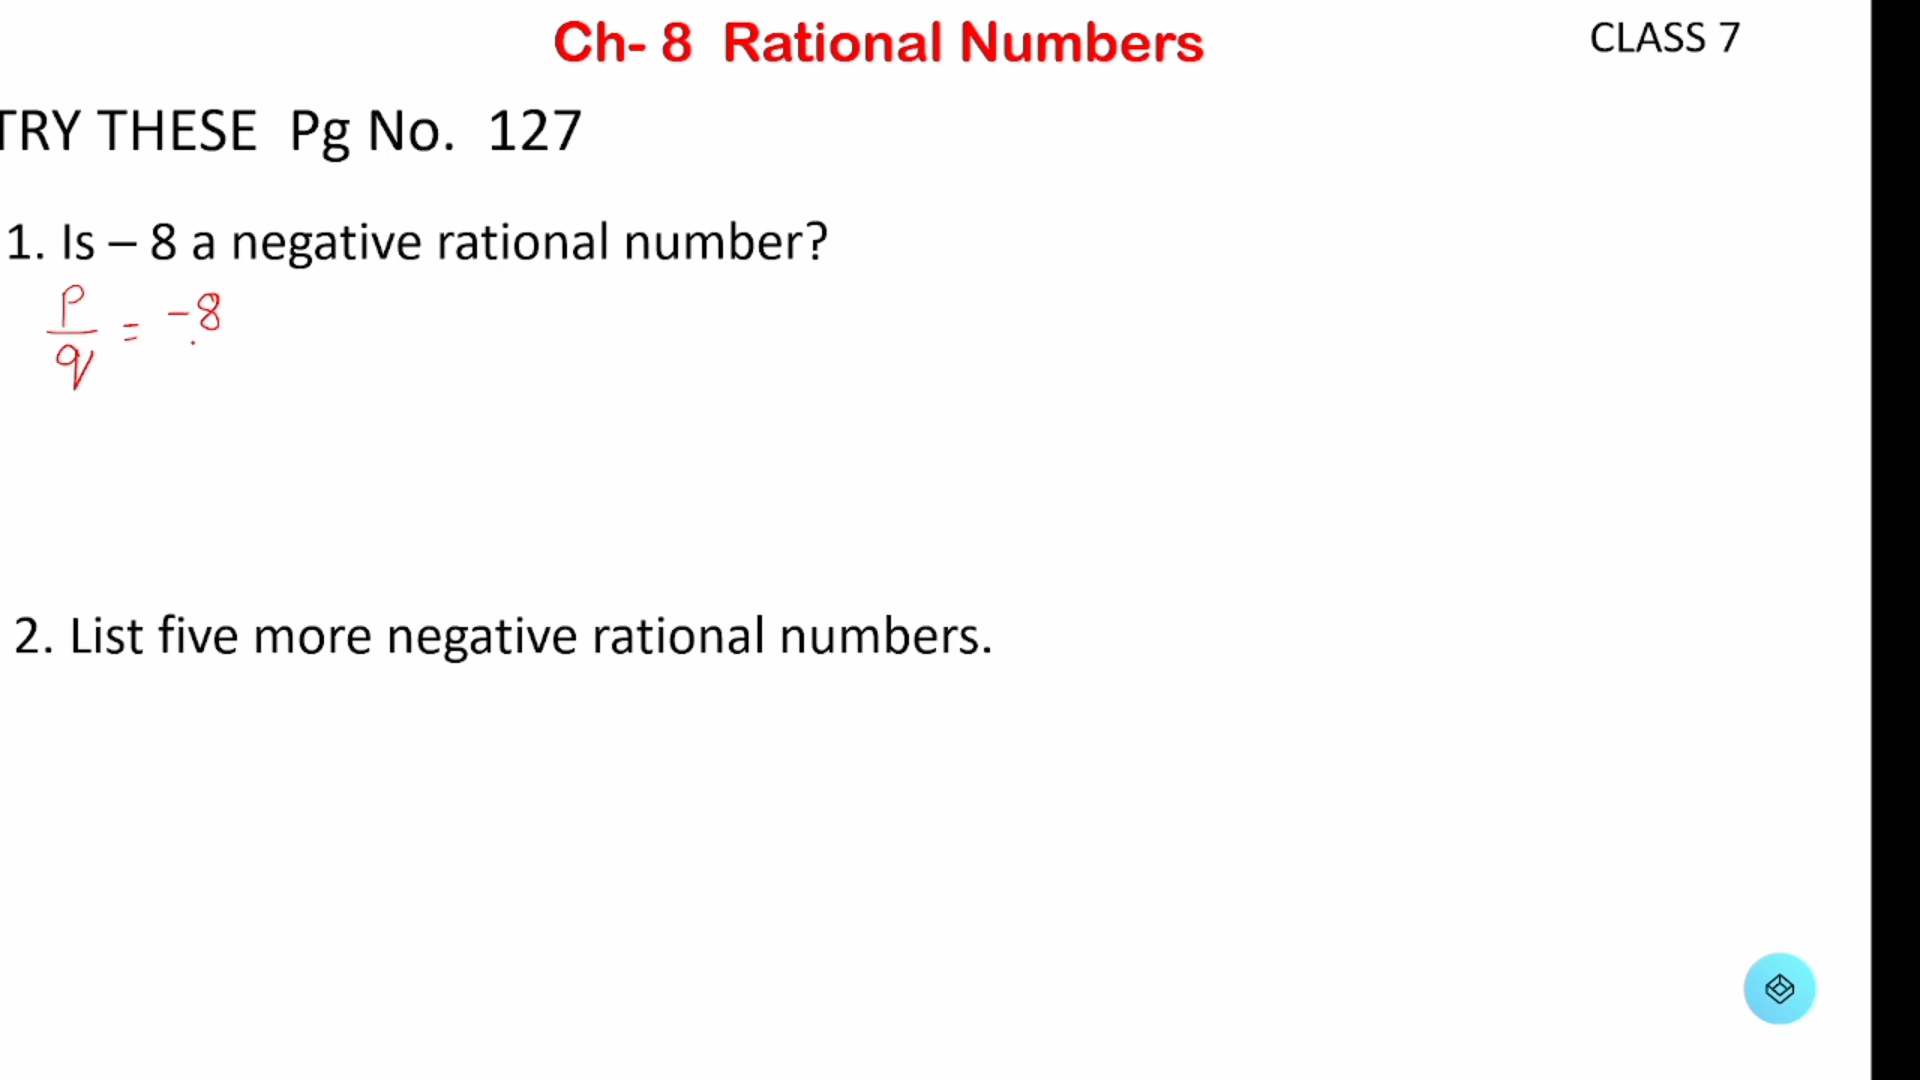 Ch- 8 Rational Numbers
CLASS 7
TRY THESE Pg No. 127
1. Is – 8 a negative rational number?
p/q = -8
2. List five more negative rational numbers.